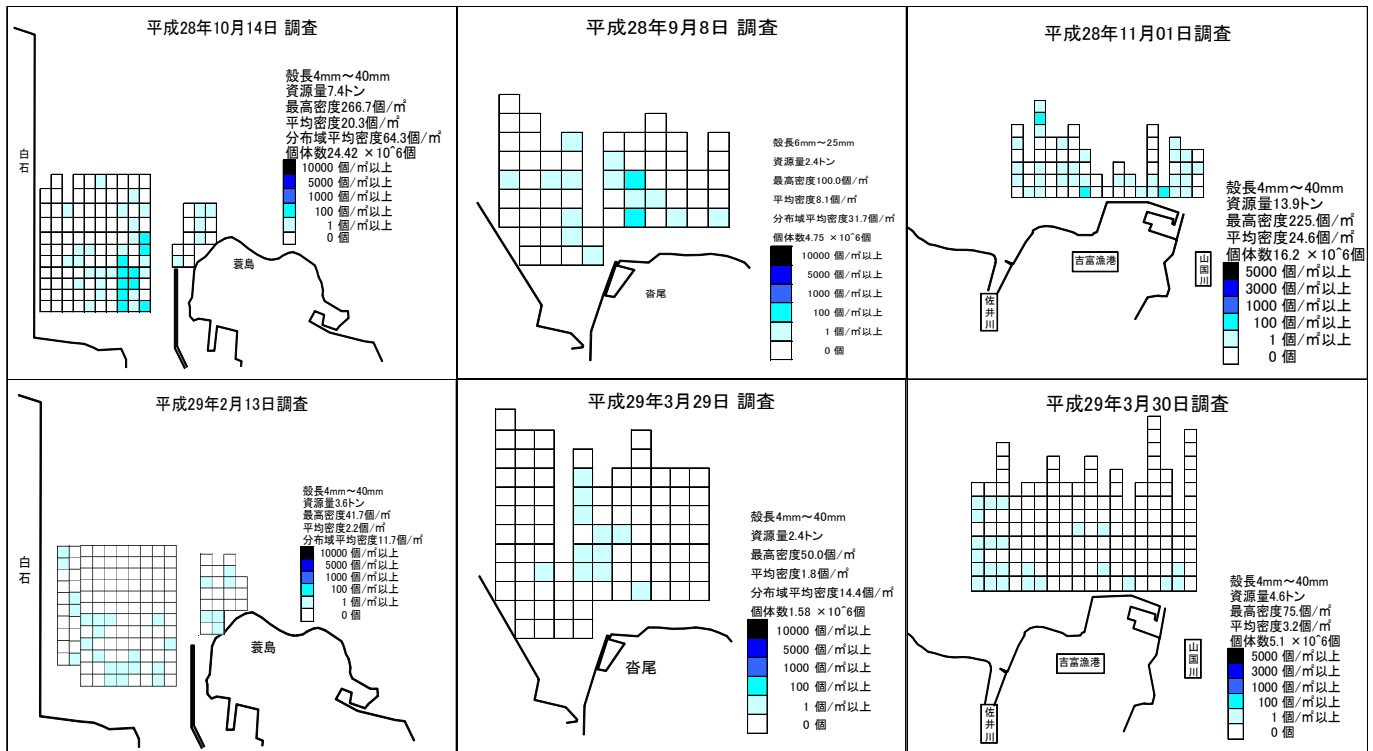 平成28年10月14日 調査
殻長4mm～40mm
資源量7.4トン
最高密度266.7個/㎡
平均密度20.3個/㎡
分布域平均密度64.3個/㎡
個体数24.42 ×10^6個
10000 個/㎡以上
5000 個/㎡以上
1000 個/㎡以上
100 個/㎡以上
1 個/㎡以上
0 個
白石
蓑島
平成28年9月8日 調査
殻長6mm～25mm
資源量2.4トン
最高密度100.0個/㎡
平均密度8.1個/㎡
分布域平均密度31.7個/㎡
個体数4.75 ×10^6個
10000 個/㎡以上
5000 個/㎡以上
1000 個/㎡以上
100 個/㎡以上
1 個/㎡以上
0 個
沓尾
平成28年11月01日調査
殻長4mm～40mm
資源量13.9トン
最高密度225.個/㎡
平均密度24.6個/㎡
個体数16.2 ×10^6個
5000 個/㎡以上
3000 個/㎡以上
1000 個/㎡以上
100 個/㎡以上
1 個/㎡以上
0 個
吉富漁港
山国川
佐井川
平成29年2月13日調査
殻長4mm～40mm
資源量3.6トン
最高密度41.7個/㎡
平均密度2.2個/㎡
分布域平均密度11.7個/㎡
10000 個/㎡以上
5000 個/㎡以上
1000 個/㎡以上
100 個/㎡以上
1 個/㎡以上
0 個
白石
蓑島
平成29年3月29日 調査
殻長4mm～40mm
資源量2.4トン
最高密度50.0個/㎡
平均密度1.8個/㎡
分布域平均密度14.4個/㎡
個体数1.58 ×10^6個
10000 個/㎡以上
5000 個/㎡以上
1000 個/㎡以上
100 個/㎡以上
1 個/㎡以上
0 個
沓尾
平成29年3月30日調査
殻長4mm～40mm
資源量4.6トン
最高密度75.個/㎡
平均密度3.2個/㎡
個体数5.1 ×10^6個
5000 個/㎡以上
3000 個/㎡以上
1000 個/㎡以上
100 個/㎡以上
1 個/㎡以上
0 個
吉富漁港
山国川
佐井川